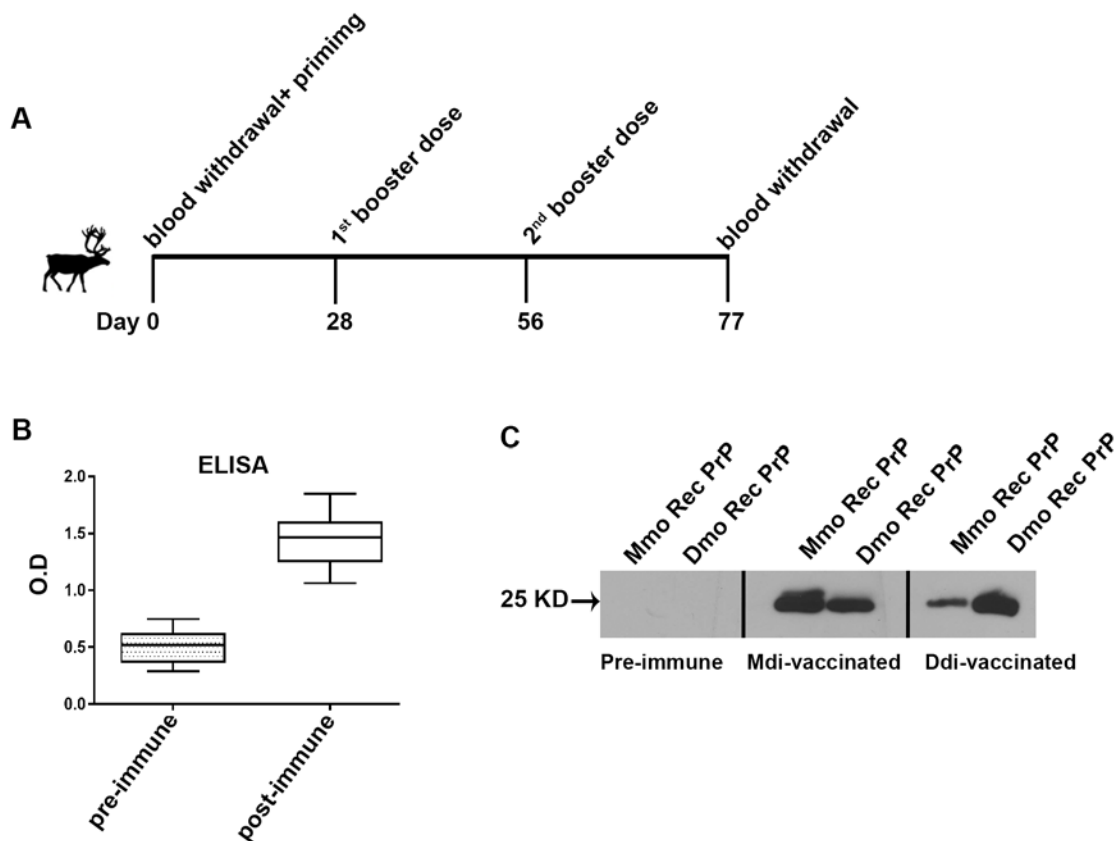 A
blood withdrawal+ primimg
1st booster dose
2nd booster dose
blood withdrawal
Day 0
28
56
77
B
ELISA
2.0
1.5
1.0
0.5
0.0
O.D
pre-immune
post-immune
C
Mmo Rec PrP
Dmo Rec PrP
Mmo Rec PrP
Dmo Rec PrP
Mmo Rec PrP
Dmo Rec PrP
25 KD
Pre-immune
Mdi-vaccinated
Ddi-vaccinated